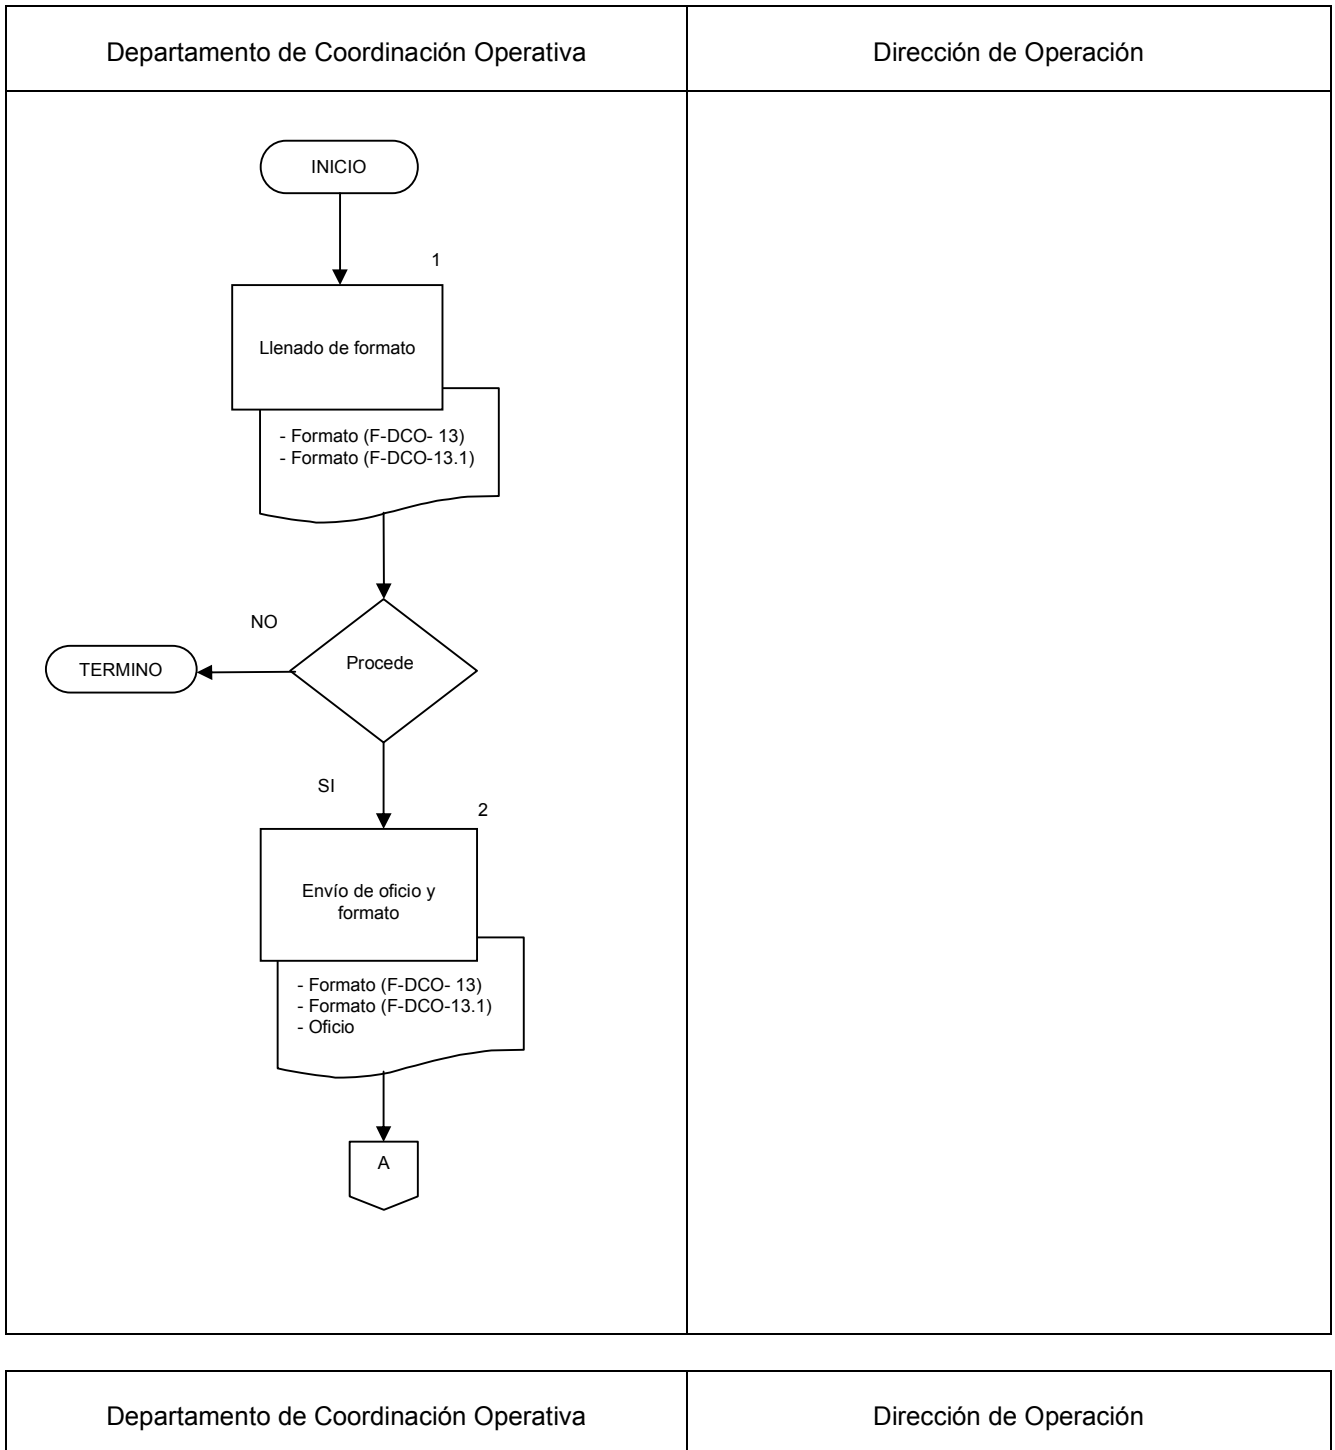 Departamento de Coordinación Operativa
Dirección de Operación
INICIO
1
Llenado de formato
- Formato (F-DCO- 13)
- Formato (F-DCO-13.1)
NO
Procede
TERMINO
SI
2
Envío de oficio y
formato
- Formato (F-DCO- 13)
- Formato (F-DCO-13.1)
- Oficio
A
Departamento de Coordinación Operativa
Dirección de Operación